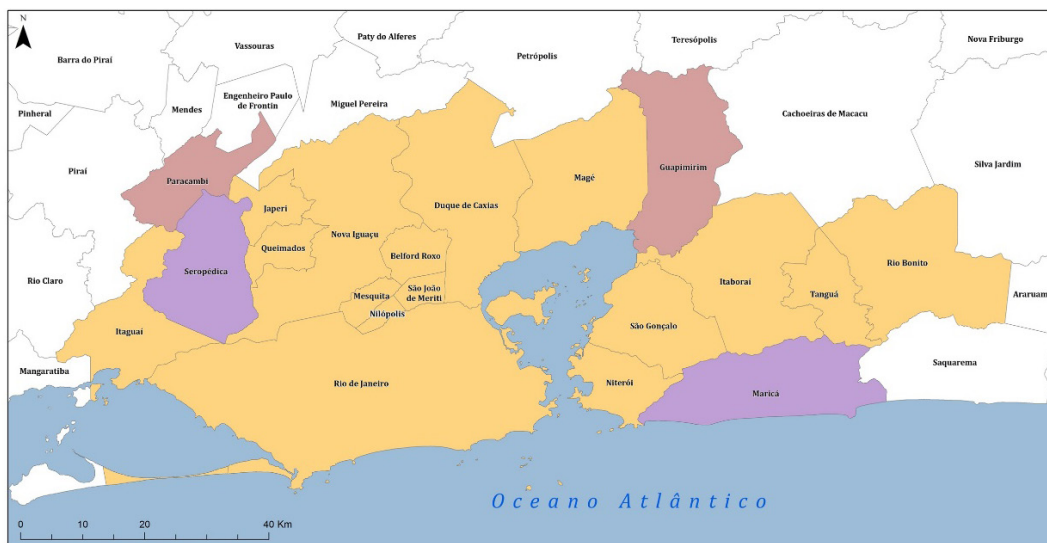 N
Paty do Alferes
Teresópolis
Nova Friburgo
Vassouras
Barra do Piraí
Petrópolis
Engenheiro Paulo
de Frontin
Mendes
Miguel Pereira
Pinheral
Cachoeiras de Macacu
Silva Jardim
Piraí
Guapimirim
Paracambi
Magé
Japeri
Duque de Caxias
Nova Iguaçu
Queimados
Belford Roxo
Rio Bonito
Seropédica
Rio Claro
Itaboraí
Tanguá
Araruam
Mesquita
São João
de Meriti
Nilópolis
São Gonçalo
Itaguaí
Saquarema
Mangaratiba
Rio de Janeiro
Niterói
Maricá
Oceano Atlântico
0 10 20 40 Km